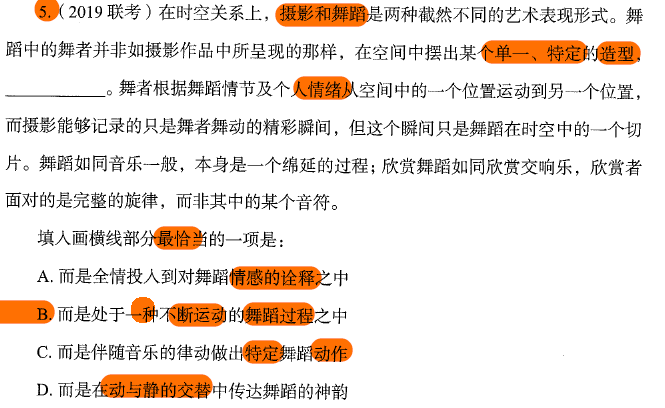 5.（2019 联考）在时空关系上，摄影和舞蹈是两种截然不同的艺术表现形式。舞
蹈中的舞者并非如摄影作品中所呈现的那样，在空间中摆出某个单一、特定的造型，
__________。舞者根据舞蹈情节及个人情绪从空间中的一个位置运动到另一个位置，
而摄影能够记录的只是舞者舞动的精彩瞬间，但这个瞬间只是舞蹈在时空中的一个切
片。舞蹈如同音乐一般，本身是一个绵延的过程；欣赏舞蹈如同欣赏交响乐，欣赏者
面对的是完整的旋律，而非其中的某个音符。
填入画横线部分最恰当的一项是：
A. 而是全情投入到对舞蹈情感的诠释之中
B. 而是处于一种不断运动的舞蹈过程之中
C. 而是伴随音乐的律动做出特定舞蹈动作
D. 而是在动与静的交替中传达舞蹈的神韵